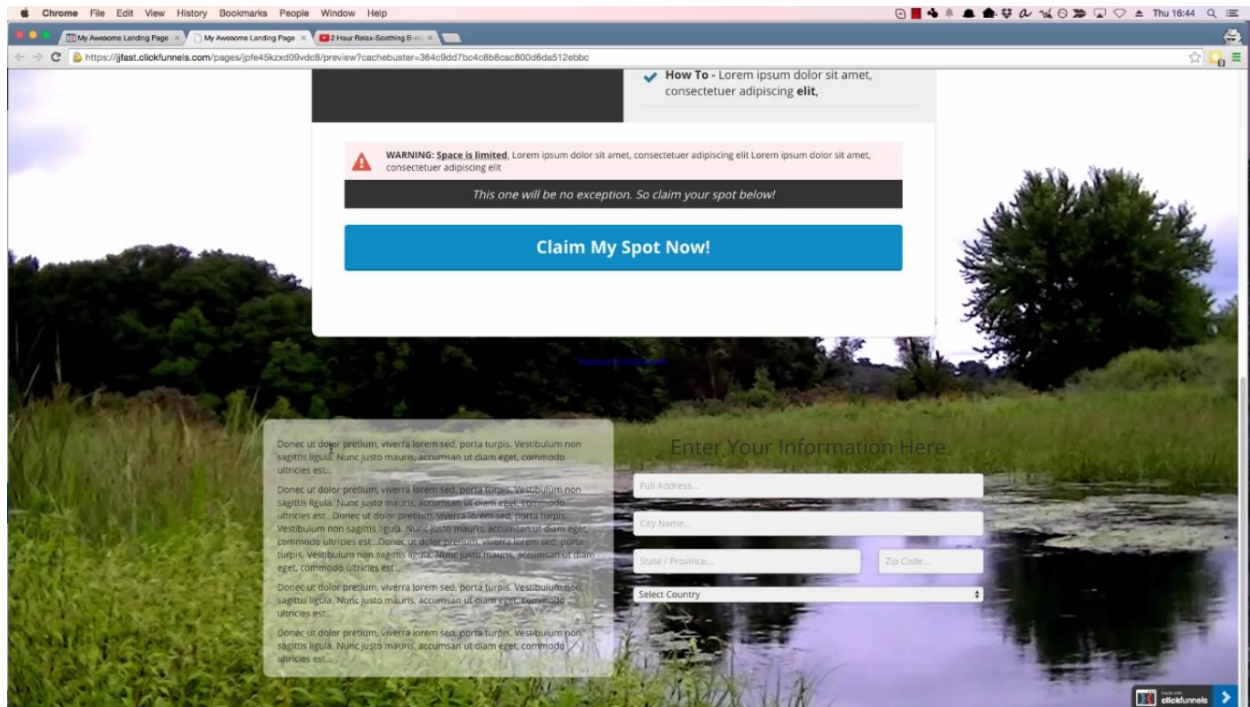 Chrome File Edit View History Bookmarks People Window Help
Thu 16:44
My Awesome Landing Page
My Awesome Landing Page
2 Hour Relax-Soothing
https://jjfast.clickfunnels.com/pages/jpfe45kzxd09vdc8/preview?cachebuster=364c9dd7bc4c8b8cac800d6da512ebbc
How To - Lorem ipsum dolor sit amet,
consectetuer adipiscing elit,
WARNING: Space is limited. Lorem ipsum dolor sit amet, consectetuer adipiscing elit Lorem ipsum dolor sit amet,
consectetuer adipiscing elit
This one will be no exception. So claim your spot below!
Claim My Spot Now!
Donec ut dolor pretium, viverra lorem sed, porta turpis. Vestibulum non
sagittis ligula. Nunc justo mauris, accumsan ut diam eget, commodo
ultricies est...
Donec ut dolor pretium, viverra lorem sed, porta turpis. Vestibulum non
sagittis ligula. Nunc justo mauris, accumsan ut diam eget, commodo
ultricies est...Donec ut dolor pretium, viverra lorem sed, porta turpis.
Vestibulum non sagittis ligula. Nunc justo mauris, accumsan ut diam eget,
commodo ultricies est...Donec ut dolor pretium, viverra lorem sed, porta
turpis. Vestibulum non sagittis ligula. Nunc justo mauris, accumsan ut diam
eget, commodo ultricies est...
Donec ut dolor pretium, viverra lorem sed, porta turpis. Vestibulum non
sagittis ligula. Nunc justo mauris, accumsan ut diam eget, commodo
ultricies est...
Donec ut dolor pretium, viverra lorem sed, porta turpis. Vestibulum non
sagittis ligula. Nunc justo mauris, accumsan ut diam eget, commodo
ultricies est...
Enter Your Information Here
Full Address...
City Name...
State / Province...
Zip Code...
Select Country
made with
clickfunnels